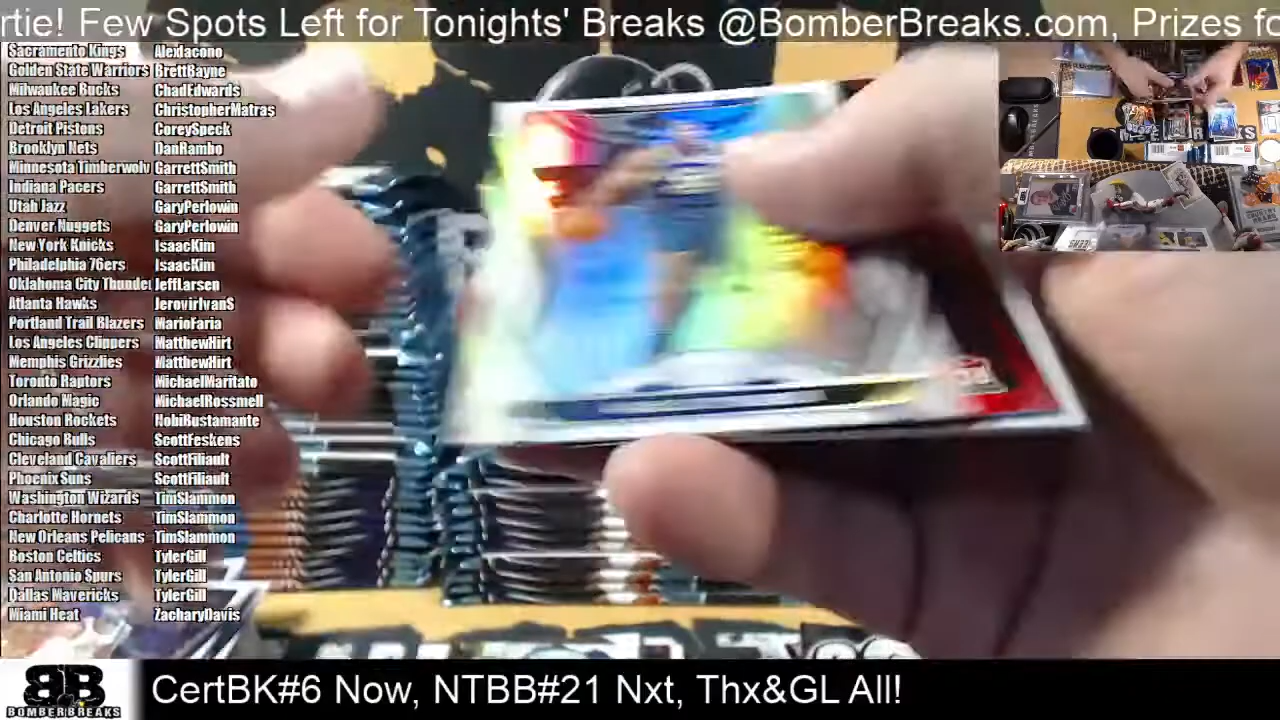 rtie! Few Spots Left for Tonights' Breaks @BomberBreaks.com, Prizes fo
Sacramento Kings AlexIacono
Golden State Warriors BrettBayne
Milwaukee Bucks ChadEdwards
Los Angeles Lakers ChristopherMatras
Detroit Pistons CoreySpeck
Brooklyn Nets DanRambo
Minnesota Timberwolv GarrettSmith
Indiana Pacers GarrettSmith
Utah Jazz GaryPerlowin
Denver Nuggets GaryPerlowin
New York Knicks IsaacKim
Philadelphia 76ers IsaacKim
Oklahoma City Thunder JeffLarsen
Atlanta Hawks JerovirIvanS
Portland Trail Blazers MarioFaria
Los Angeles Clippers MatthewHirt
Memphis Grizzlies MatthewHirt
Toronto Raptors MichaelMaritato
Orlando Magic MichaelRossmell
Houston Rockets NobiBustamante
Chicago Bulls ScottFeskens
Cleveland Cavaliers ScottFiliault
Phoenix Suns ScottFiliault
Washington Wizards TimSlammon
Charlotte Hornets TimSlammon
New Orleans Pelicans TimSlammon
Boston Celtics TylerGill
San Antonio Spurs TylerGill
Dallas Mavericks TylerGill
Miami Heat ZacharyDavis
BB
BOMBERBREAKS
CertBK#6 Now, NTBB#21 Nxt, Thx&GL All!